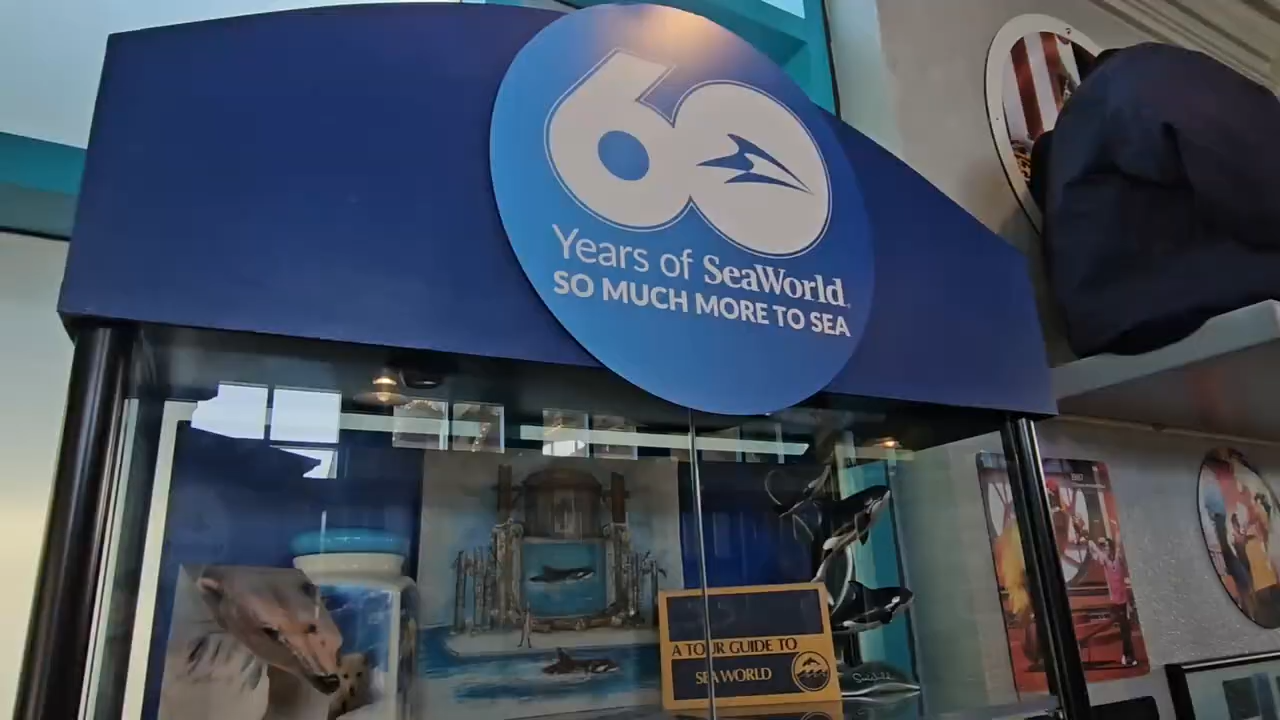 60
Years of SeaWorld
SO MUCH MORE TO SEA
A TOUR GUIDE TO
SEA WORLD